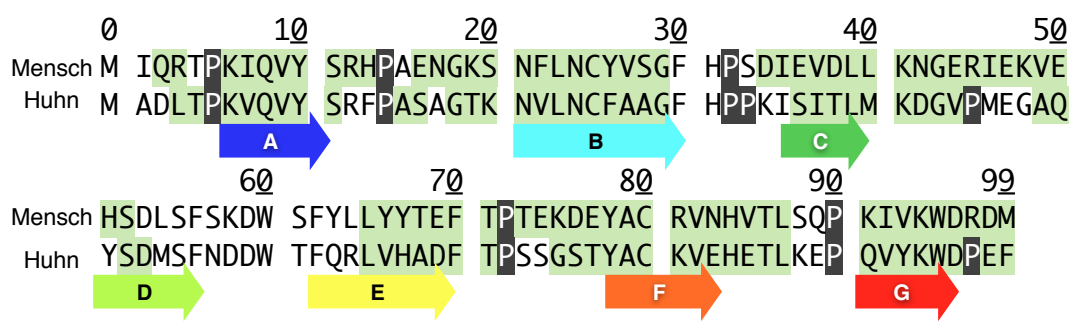 0 10 20 30 40 50
Mensch M IQRTPKIQVY SRHPAENGKS NFLNCYVSGF HPSDIEVDLL KNGERIEKVE
Huhn M ADLTPKVQVY SRFPASAGTK NVLNCFAAGF HPPKISITLM KDGVPMEGAQ
A B C
60 70 80 90 99
Mensch HSDLSFSKDW SFYLLYYTEF TPTEKDEYAC RVNHVTLSQP KIVKWDRDM
Huhn YSDMSFNDDW TFQRLVHADF TPSSGSTYAC KVEHETLKEP QVYKWDPEF
D E F G